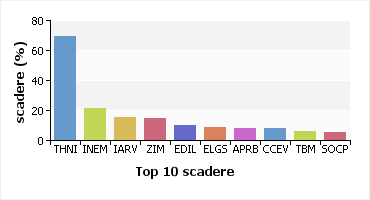 80
60
40
20
0
scadere (%)
THNI INEM IARV ZIM EDIL ELGS APRB CCEV TBM SOCP
Top 10 scadere